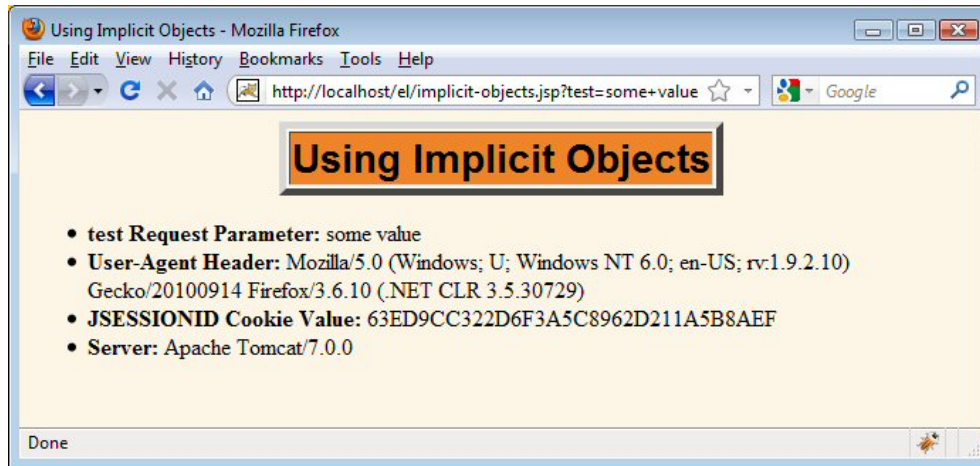 Using Implicit Objects - Mozilla Firefox
File Edit View History Bookmarks Tools Help
http://localhost/el/implicit-objects.jsp?test=some+value
Google
Using Implicit Objects
• test Request Parameter: some value
• User-Agent Header: Mozilla/5.0 (Windows; U; Windows NT 6.0; en-US; rv:1.9.2.10)
Gecko/20100914 Firefox/3.6.10 (.NET CLR 3.5.30729)
• JSESSIONID Cookie Value: 63ED9CC322D6F3A5C8962D211A5B8AEF
• Server: Apache Tomcat/7.0.0
Done